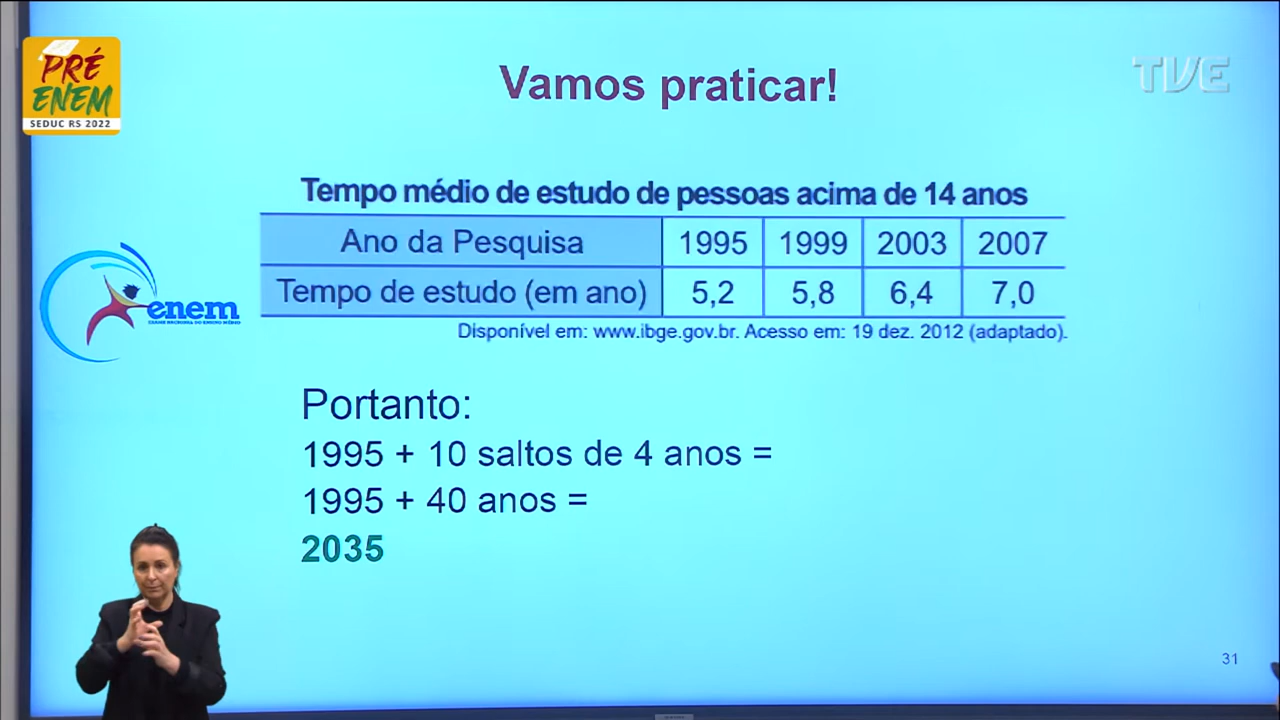 PRÉ
ENEM
SEDUC RS 2022
Vamos praticar!
TVE
Tempo médio de estudo de pessoas acima de 14 anos
Ano da Pesquisa 1995 1999 2003 2007
Tempo de estudo (em ano) 5,2 5,8 6,4 7,0
Disponível em: www.ibge.gov.br. Acesso em: 19 dez. 2012 (adaptado).
enem
EXAME NACIONAL DO ENSINO MÉDIO
Portanto:
1995 + 10 saltos de 4 anos =
1995 + 40 anos =
2035
31